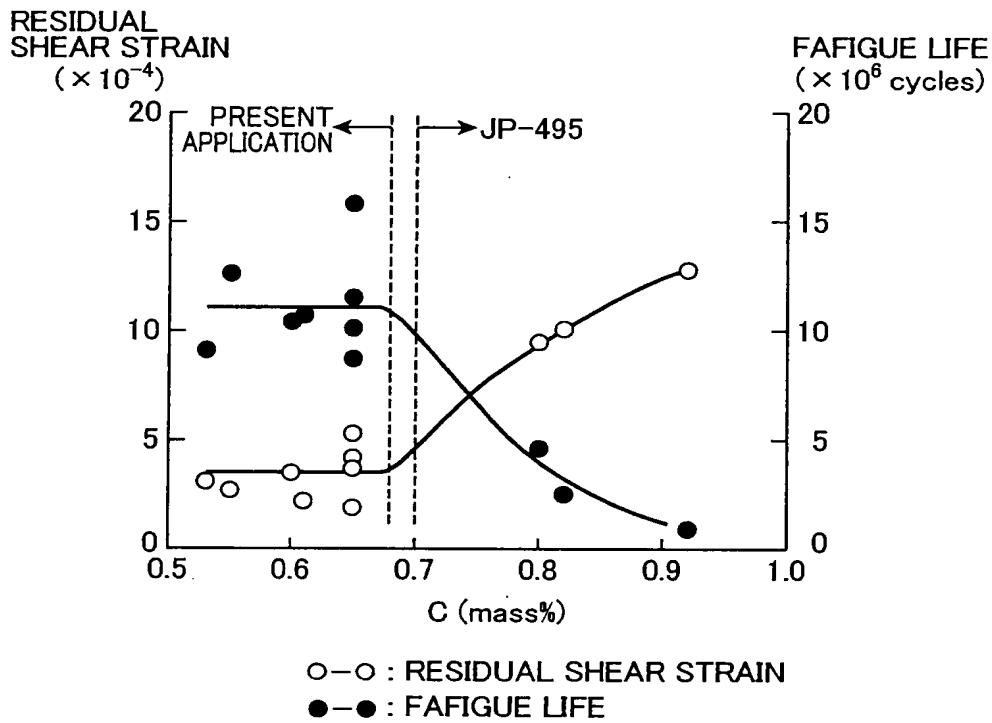 RESIDUAL
SHEAR STRAIN
(×10⁻⁴)
FAFIGUE LIFE
(×10⁶ cycles)
20
PRESENT
APPLICATION
JP-495
20
15
15
10
10
5
5
0
0
0.5 0.6 0.7 0.8 0.9 1.0
C (mass%)
○–○ : RESIDUAL SHEAR STRAIN
●–● : FAFIGUE LIFE